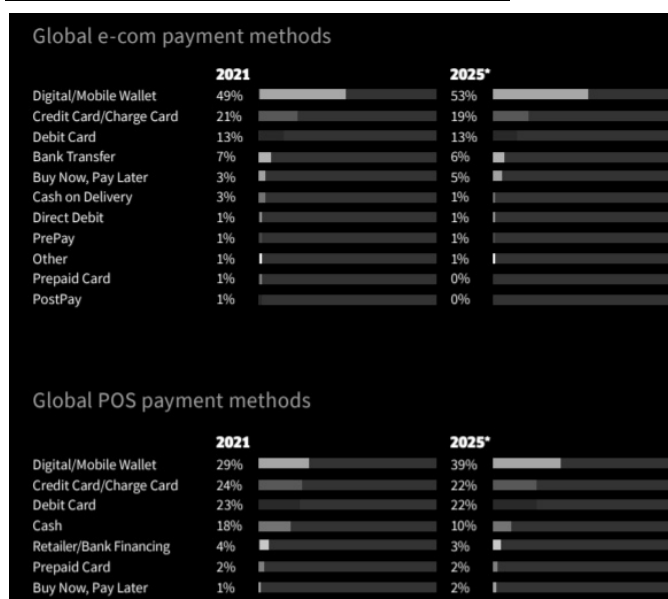 Global e-com payment methods
2021 2025*
Digital/Mobile Wallet 49% 53%
Credit Card/Charge Card 21% 19%
Debit Card 13% 13%
Bank Transfer 7% 6%
Buy Now, Pay Later 3% 5%
Cash on Delivery 3% 1%
Direct Debit 1% 1%
PrePay 1% 1%
Other 1% 1%
Prepaid Card 1% 0%
PostPay 1% 0%
Global POS payment methods
2021 2025*
Digital/Mobile Wallet 29% 39%
Credit Card/Charge Card 24% 22%
Debit Card 23% 22%
Cash 18% 10%
Retailer/Bank Financing 4% 3%
Prepaid Card 2% 2%
Buy Now, Pay Later 1% 2%